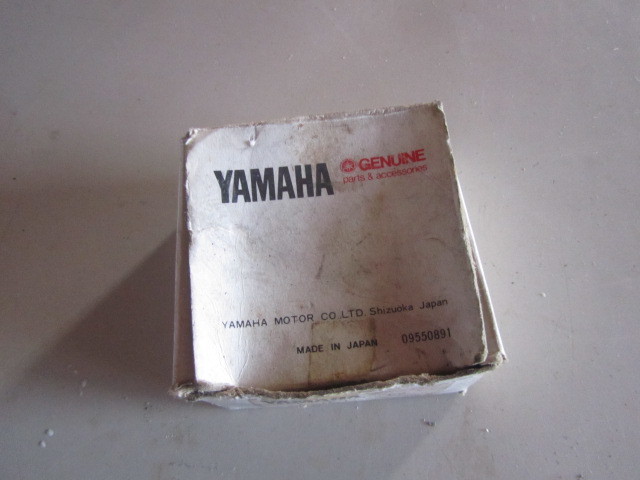 YAMAHA
GENUINE
parts & accessories
YAMAHA MOTOR CO.LTD. Shizuoka Japan
MADE IN JAPAN 09550891